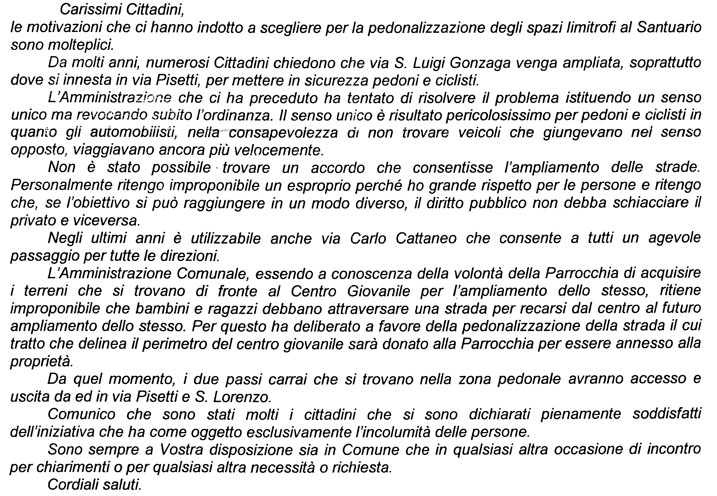 Carissimi Cittadini,
le motivazioni che ci hanno indotto a scegliere per la pedonalizzazione degli spazi limitrofi al Santuario
sono molteplici.
Da molti anni, numerosi Cittadini chiedono che via S. Luigi Gonzaga venga ampliata, soprattutto
dove si innesta in via Pisetti, per mettere in sicurezza pedoni e ciclisti.
L'Amministrazione che ci ha preceduto ha tentato di risolvere il problema istituendo un senso
unico ma revocando subito l'ordinanza. Il senso unico è risultato pericolosissimo per pedoni e ciclisti in
quanto gli automobilisti, nella consapevolezza di non trovare veicoli che giungevano nel senso
opposto, viaggiavano ancora più velocemente.
Non è stato possibile trovare un accordo che consentisse l'ampliamento delle strade.
Personalmente ritengo improponibile un esproprio perché ho grande rispetto per le persone e ritengo
che, se l'obiettivo si può raggiungere in un modo diverso, il diritto pubblico non debba schiacciare il
privato e viceversa.
Negli ultimi anni è utilizzabile anche via Carlo Cattaneo che consente a tutti un agevole
passaggio per tutte le direzioni.
L'Amministrazione Comunale, essendo a conoscenza della volontà della Parrocchia di acquisire
i terreni che si trovano di fronte al Centro Giovanile per l'ampliamento dello stesso, ritiene
improponibile che bambini e ragazzi debbano attraversare una strada per recarsi dal centro al futuro
ampliamento dello stesso. Per questo ha deliberato a favore della pedonalizzazione della strada il cui
tratto che delinea il perimetro del centro giovanile sarà donato alla Parrocchia per essere annesso alla
proprietà.
Da quel momento, i due passi carrai che si trovano nella zona pedonale avranno accesso e
uscita da ed in via Pisetti e S. Lorenzo.
Comunico che sono stati molti i cittadini che si sono dichiarati pienamente soddisfatti
dell'iniziativa che ha come oggetto esclusivamente l'incolumità delle persone.
Sono sempre a Vostra disposizione sia in Comune che in qualsiasi altra occasione di incontro
per chiarimenti o per qualsiasi altra necessità o richiesta.
Cordiali saluti.